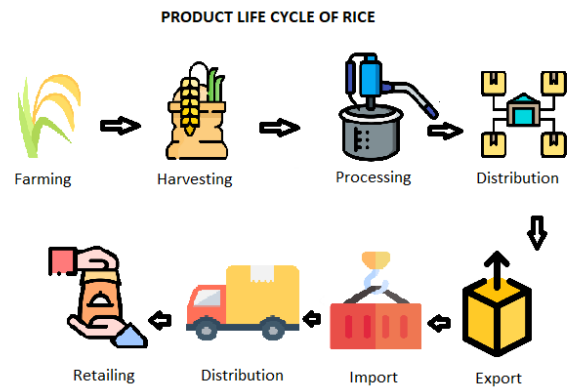 PRODUCT LIFE CYCLE OF RICE
Farming
Harvesting
Processing
Distribution
Retailing
Distribution
Import
Export